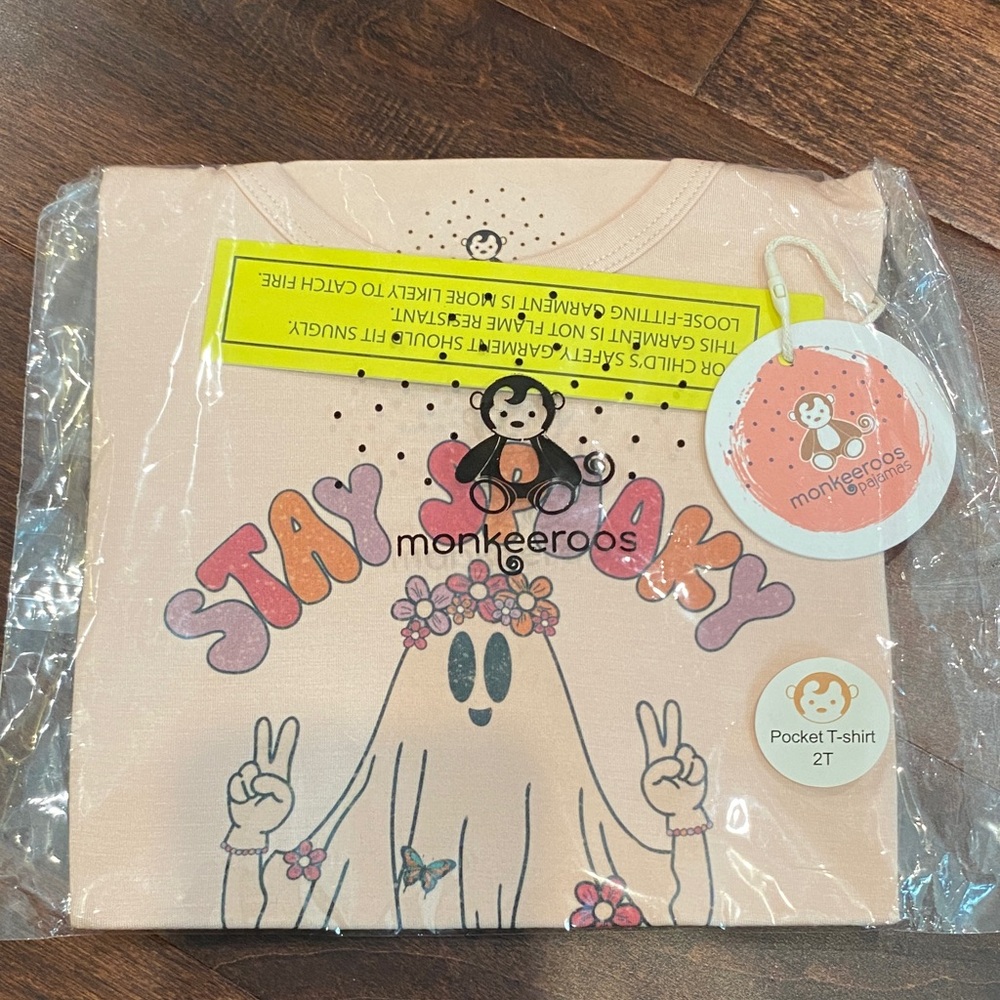 FOR CHILD'S SAFETY, GARMENT SHOULD FIT SNUGLY.
THIS GARMENT IS NOT FLAME RESISTANT.
LOOSE-FITTING GARMENT IS MORE LIKELY TO CATCH FIRE.
STAY SPOOKY
monkeeroos
monkeeroos
pajamas
Pocket T-shirt
2T